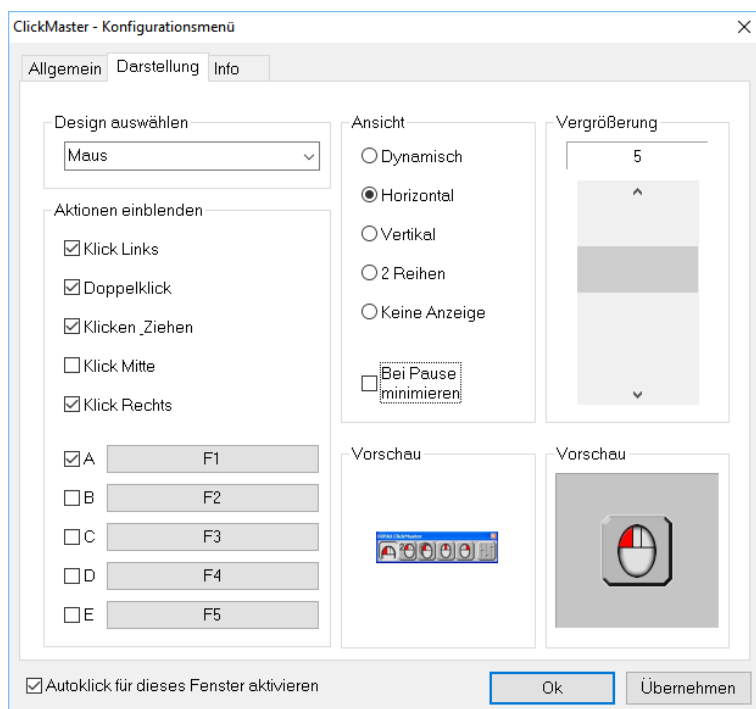 ClickMaster - Konfigurationsmenü
Allgemein
Darstellung
Info
Design auswählen
Maus
Aktionen einblenden
Klick Links
Doppelklick
Klicken_Ziehen
Klick Mitte
Klick Rechts
A
F1
B
F2
C
F3
D
F4
E
F5
Ansicht
Dynamisch
Horizontal
Vertikal
2 Reihen
Keine Anzeige
Bei Pause
minimieren
Vergrößerung
5
Vorschau
ClickMaster
Vorschau
Autoklick für dieses Fenster aktivieren
Ok
Übernehmen